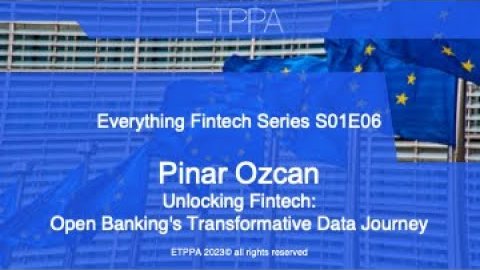 ETPPA
Everything Fintech Series S01E06
Pinar Ozcan
Unlocking Fintech:
Open Banking's Transformative Data Journey
ETPPA 2023© all rights reserved